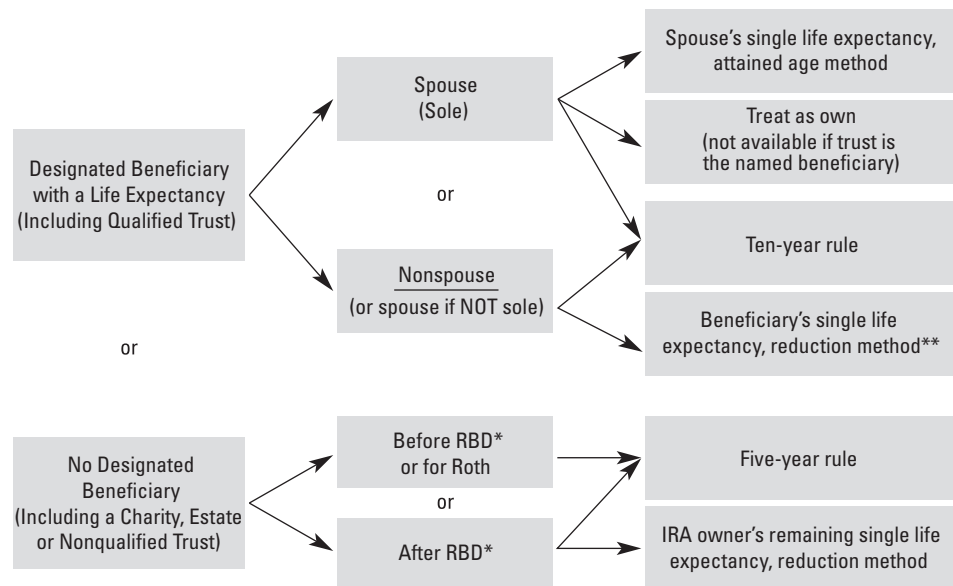 Designated Beneficiary
with a Life Expectancy
(Including Qualified Trust)
or
No Designated
Beneficiary
(Including a Charity, Estate
or Nonqualified Trust)
Spouse
(Sole)
or
Nonspouse
(or spouse if NOT sole)
Before RBD*
or for Roth
or
After RBD*
Spouse's single life expectancy,
attained age method
Treat as own
(not available if trust is
the named beneficiary)
Ten-year rule
Beneficiary's single life
expectancy, reduction method**
Five-year rule
IRA owner's remaining single life
expectancy, reduction method